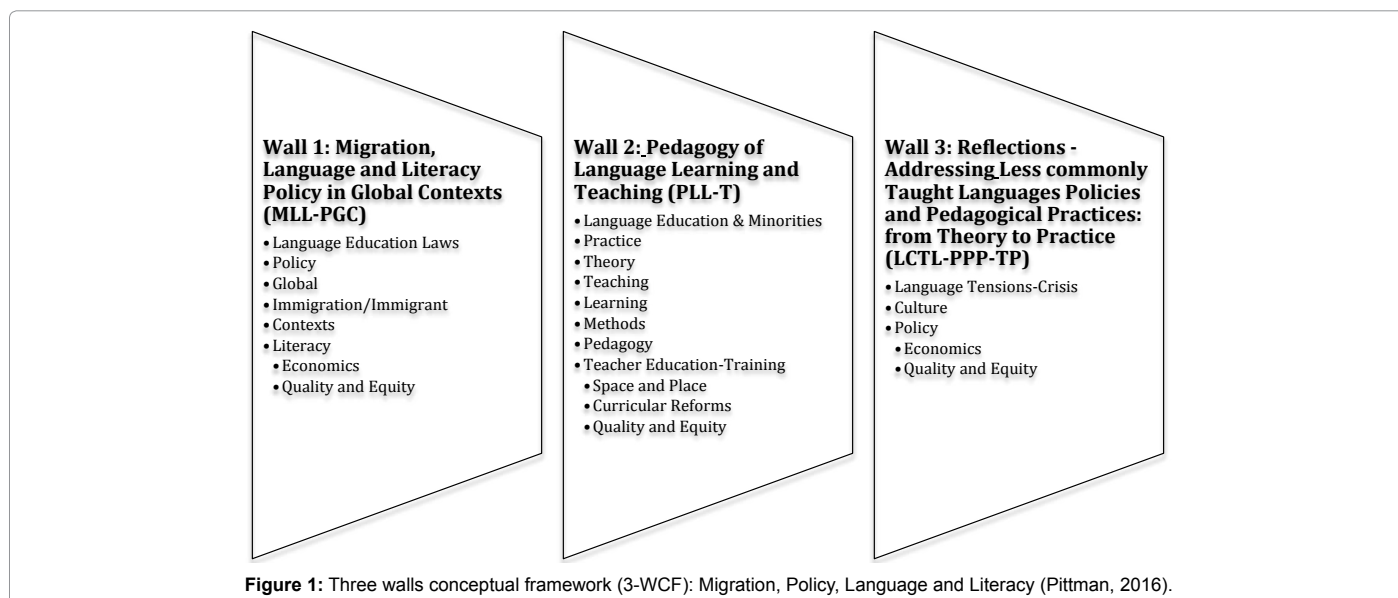 Wall 1: Migration,
Language and Literacy
Policy in Global Contexts
(MLL-PGC)
• Language Education Laws
• Policy
• Global
• Immigration/Immigrant
• Contexts
• Literacy
• Economics
• Quality and Equity
Wall 2: Pedagogy of
Language Learning and
Teaching (PLL-T)
• Language Education & Minorities
• Practice
• Theory
• Teaching
• Learning
• Methods
• Pedagogy
• Teacher Education-Training
• Space and Place
• Curricular Reforms
• Quality and Equity
Wall 3: Reflections -
Addressing Less commonly
Taught Languages Policies
and Pedagogical Practices:
from Theory to Practice
(LCTL-PPP-TP)
• Language Tensions-Crisis
• Culture
• Policy
• Economics
• Quality and Equity
Figure 1: Three walls conceptual framework (3-WCF): Migration, Policy, Language and Literacy (Pittman, 2016).